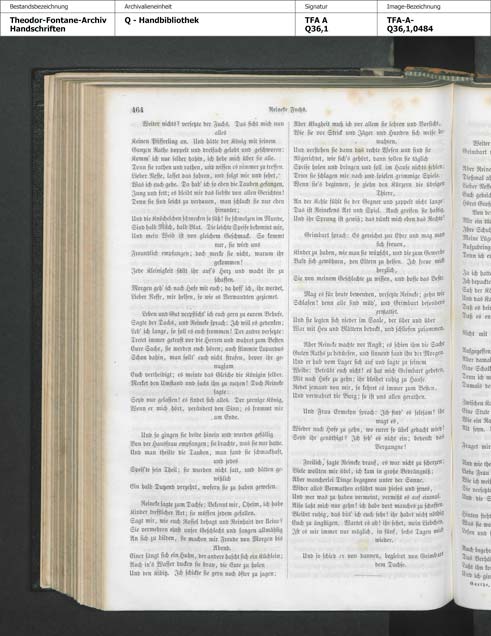 Bestandsbezeichnung
Archivalieneinheit
Signatur
Image-Bezeichnung
Theodor-Fontane-Archiv
Handschriften
Q - Handbibliothek
TFA A
Q36,1
TFA-A-
Q36,1,0484
464
Reineke Fuchs.
Weiter nichts? versetzte der Fuchs. Das ficht mich nun
alles
Keinen Pfifferling an. Und hätte der König mit seinem
Ganzen Rathe doppelt und dreifach gelobt und geschworen:
Komm' ich nur selber dahin, ich hebe mich über sie alle.
Denn sie rathen und rathen, und wissen es nimmer zu treffen.
Lieber Neffe, lasset das fahren, und folgt mir und sehet,
Was ich euch gebe. Da hab' ich so eben die Tauben gefangen,
Jung und fett; es bleibt mir das liebste von allen Gerichten!
Denn sie sind leicht zu verdauen, man schluckt sie nur eben
hinunter;
Und die Knöchelchen schmecken so süß! sie schmelzen im Munde,
Sind halb Milch, halb Blut. Die leichte Speise bekommt mir,
Und mein Weib ist von gleichem Geschmack. So kommt
nur, sie wird uns
Freundlich empfangen; doch merke sie nicht, warum ihr
gekommen!
Jede Kleinigkeit fällt ihr auf's Herz und macht ihr zu
schaffen.
Morgen geh' ich nach Hofe mit euch; da hoff' ich, ihr werdet,
Lieber Neffe, mir helfen, so wie es Verwandten geziemet.
Leben und Gut verpflicht' ich euch gern zu eurem Behufe,
Sagte der Dachs, und Reineke sprach: Ich will es gedenken;
Leb' ich lange, so soll es euch frommen! Der andre versetzte:
Tretet immer getrost vor die Herren und wahret zum Besten
Eure Sache, sie werden euch hören; auch stimmte Lupardus
Schon dahin, man sollt' euch nicht strafen, bevor ihr ge-
nugsam
Euch vertheidigt; es meinte das Gleiche die Königin selber.
Merket den Umstand und sucht ihn zu nutzen! Doch Reineke
sagte:
Seyd nur gelassen! es findet sich alles. Der zornige König,
Wenn er mich hört, verändert den Sinn; es frommt mir
am Ende.
Und so gingen sie beide hinein und wurden gefällig
Von der Hausfrau empfangen; sie brachte, was sie nur hatte.
Und man theilte die Tauben, man fand sie schmackhaft,
und jedes
Speis'te sein Theil; sie wurden nicht satt, und hätten ge-
wißlich
Ein halb Dutzend verzehrt, wofern sie zu haben gewesen.
Reineke sagte zum Dachse: Bekennt mir, Oheim, ich habe
Kinder trefflicher Art; sie müssen jedem gefallen.
Sagt mir, wie euch Rossel behagt und Reinhart der Kleine?
Sie vermehren einst unser Geschlecht und fangen allmählig
An sich zu bilden, sie machen mir Freude von Morgen bis
Abend.
Einer fängt sich ein Huhn, der andre hascht sich ein Küchlein;
Auch in's Wasser ducken sie brav, die Ente zu holen
Und den Kibitz. Ich schickte sie gern noch öfter zu jagen;
Aber Klugheit muß ich vor allem sie lehren und Vorsicht,
Wie sie vor Strick und Jäger und Hunden sich weise be-
wahren.
Und verstehen sie dann das rechte Wesen und sind sie
Abgerichtet, wie sich's gehört, dann sollen sie täglich
Speise holen und bringen und soll im Hause nichts fehlen;
Denn sie schlagen mir nach und spielen grimmige Spiele.
Wenn sie's beginnen, so ziehn den Kürzern die übrigen
Thiere,
An der Kehle fühlt sie der Gegner und zappelt nicht lange:
Das ist Reinekens Art und Spiel. Auch greifen sie hastig,
Und ihr Sprung ist gewiß; das dünkt mich eben das Rechte!
Grimbart sprach: Es gereichet zur Ehre und mag man
sich freuen,
Kinder zu haben, wie man sie wünscht, und die zum Gewerbe
Bald sich gewöhnen, den Eltern zu helfen. Ich freue mich
herzlich,
Sie von meinem Geschlechte zu wissen, und hoffe das Beste.
Mag es für heute bewenden, versetzte Reineke; gehn wir
Schlafen! denn alle sind müd', und Grimbart besonders
ermattet.
Und sie legten sich nieder im Saale, der über und über
War mit Heu und Blättern bedeckt, und schliefen zusammen.
Aber Reineke wachte vor Angst; es schien ihm die Sache
Guten Raths zu bedürfen, und sinnend fand ihn der Morgen.
Und er hub vom Lager sich auf und sagte zu seinem
Weibe: Betrübt euch nicht! es hat mich Grimbart gebeten,
Mit nach Hofe zu gehn; ihr bleibet ruhig zu Hause.
Redet jemand von mir, so kehret es immer zum Besten,
Und verwahret die Burg; so ist uns allen gerathen.
Und Frau Ermelyn sprach: Ich find' es seltsam! ihr
wagt es,
Wieder nach Hofe zu gehn, wo eurer so übel gedacht wird!
Seyd ihr genöthigt? Ich seh' es nicht ein; bedenkt das
Vergangne!
Freilich, sagte Reineke drauf, es war nicht zu scherzen;
Viele wollten mir übel, ich kam in große Bedrängniß;
Aber mancherlei Dinge begegnen unter der Sonne:
Wider alles Vermuthen erfährt man dieses und jenes,
Und wer was zu haben vermeint, vermißt es auf einmal.
Also laßt mich nur gehn! ich habe dort manches zu schaffen.
Bleibet ruhig, das bitt' ich euch sehr! ihr habet nicht nöthig
Euch zu ängstigen. Wartet es ab! ihr sehet, mein Liebchen,
Ist es mir immer nur möglich, in fünf, sechs Tagen mich
wieder.
Und so schied er von dannen, begleitet von Grimbart
dem Dachse.